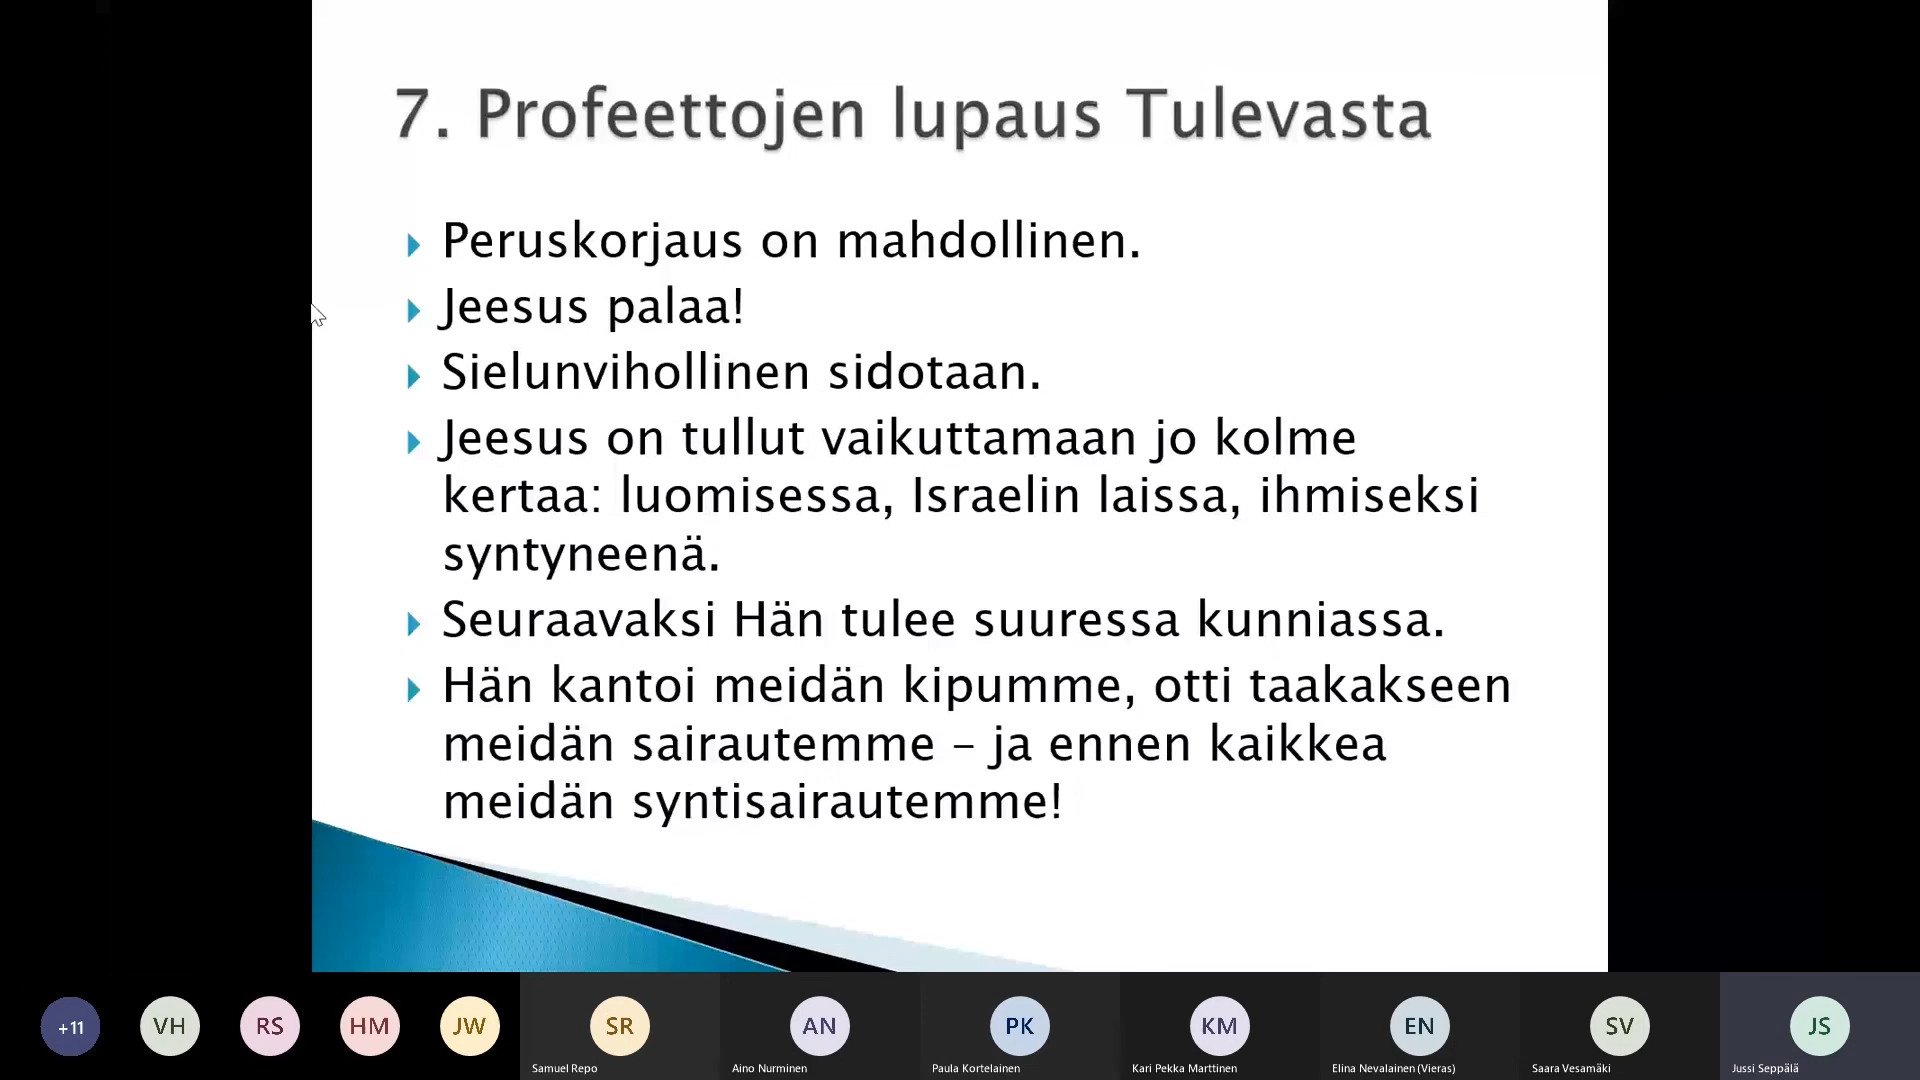 7. Profeettojen lupaus Tulevasta
Peruskorjaus on mahdollinen.
Jeesus palaa!
Sielunvihollinen sidotaan.
Jeesus on tullut vaikuttamaan jo kolme
kertaa: luomisessa, Israelin laissa, ihmiseksi
syntyneenä.
Seuraavaksi Hän tulee suuressa kunniassa.
Hän kantoi meidän kipumme, otti taakakseen
meidän sairautemme – ja ennen kaikkea
meidän syntisairautemme!
+11
VH
RS
HM
JW
SR
AN
PK
KM
EN
SV
JS
Samuel Repo
Aino Nurminen
Paula Kortelainen
Kari Pekka Marttinen
Elina Nevalainen (Vieras)
Saara Vesamäki
Jussi Seppälä